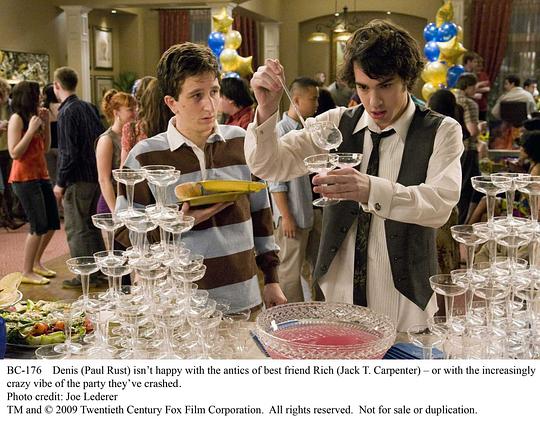 BC-176    Denis (Paul Rust) isn't happy with the antics of best friend Rich (Jack T. Carpenter) – or with the increasingly
crazy vibe of the party they've crashed.
Photo credit: Joe Lederer
TM and © 2009 Twentieth Century Fox Film Corporation.  All rights reserved.  Not for sale or duplication.